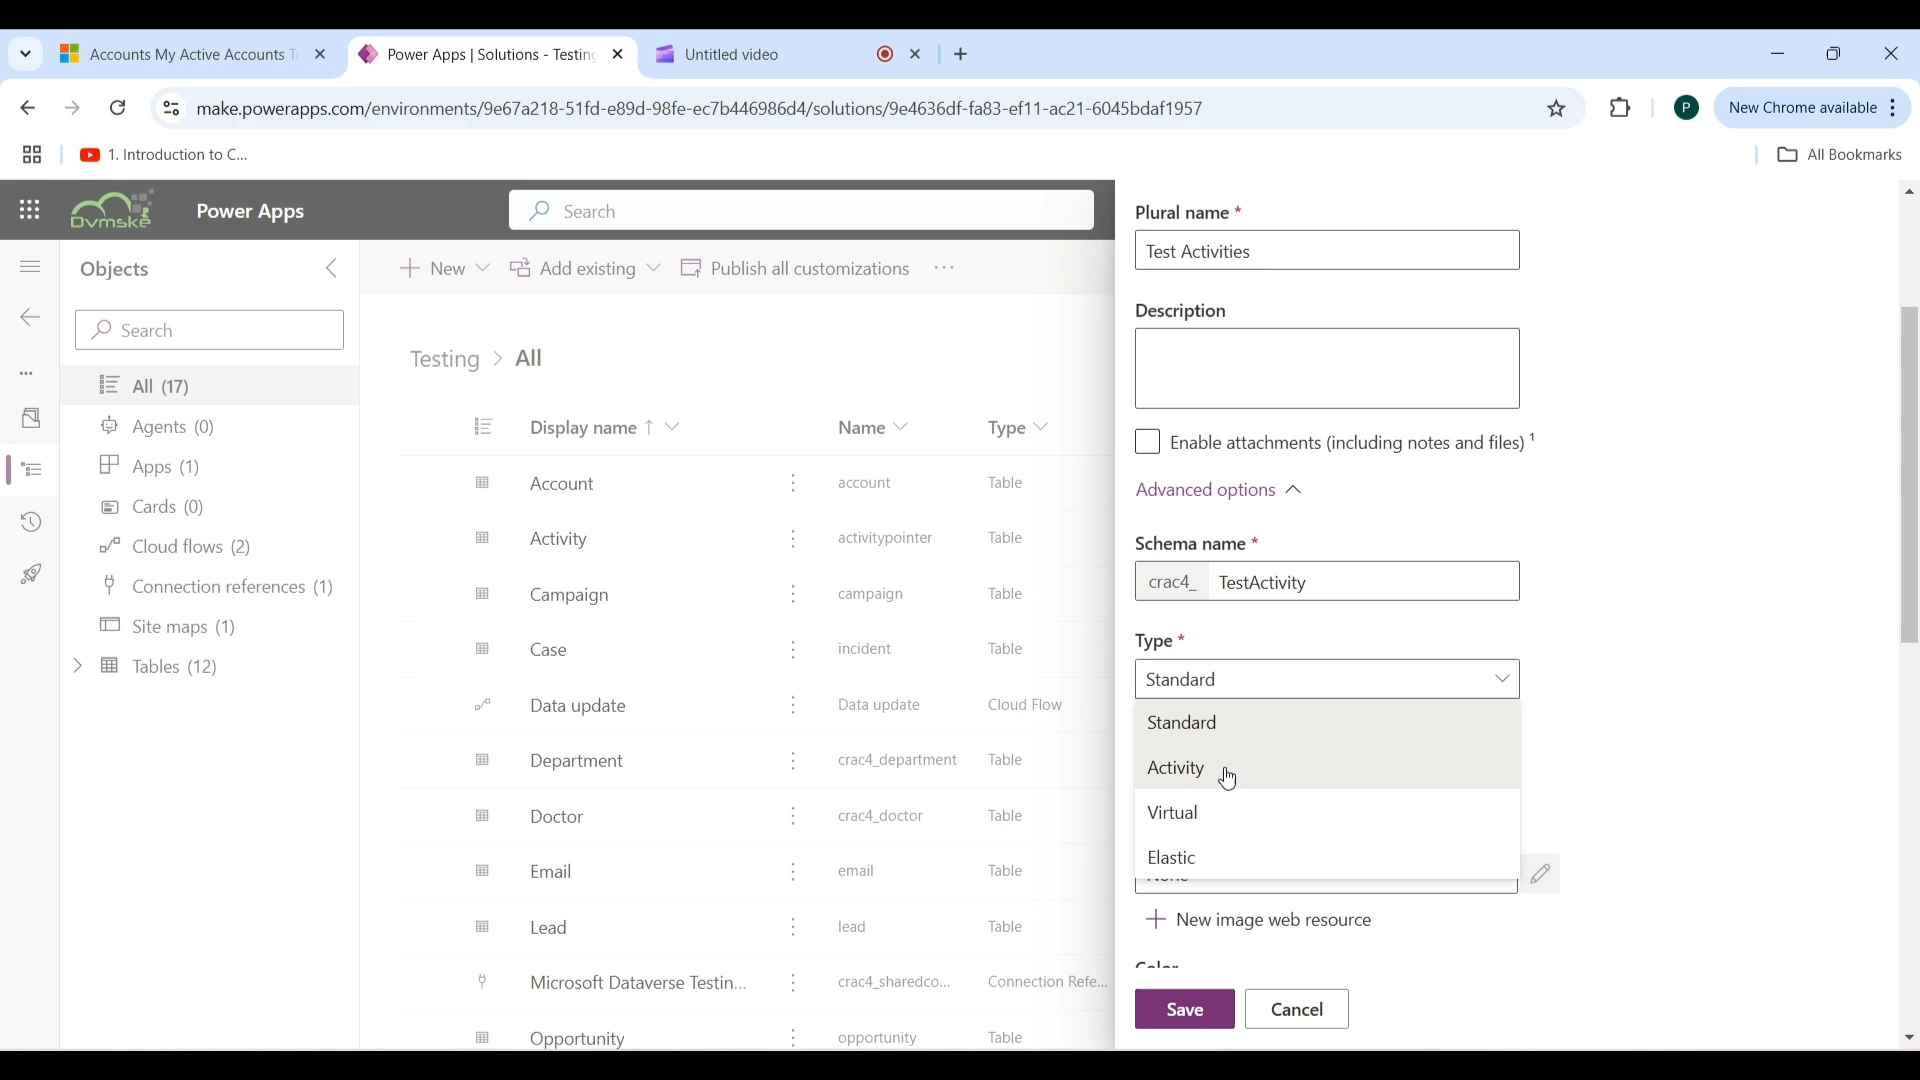 Accounts My Active Accounts
Power Apps | Solutions - Testing
Untitled video
make.powerapps.com/environments/9e67a218-51fd-e89d-98fe-ec7b446986d4/solutions/9e4636df-fa83-ef11-ac21-6045bdaf1957
P
New Chrome available
1. Introduction to C...
All Bookmarks
Dvmske
Power Apps
Search
Objects
Search
All (17)
Agents (0)
Apps (1)
Cards (0)
Cloud flows (2)
Connection references (1)
Site maps (1)
Tables (12)
New
Add existing
Publish all customizations
Testing > All
Display name ↑ Name Type
Account account Table
Activity activitypointer Table
Campaign campaign Table
Case incident Table
Data update Data update Cloud Flow
Department crac4_department Table
Doctor crac4_doctor Table
Email email Table
Lead lead Table
Microsoft Dataverse Testin... crac4_sharedco... Connection Refe...
Opportunity opportunity Table
Plural name *
Test Activities
Description
Enable attachments (including notes and files) 1
Advanced options
Schema name *
crac4_ TestActivity
Type *
Standard
Standard
Activity
Virtual
Elastic
New image web resource
Color
Save Cancel